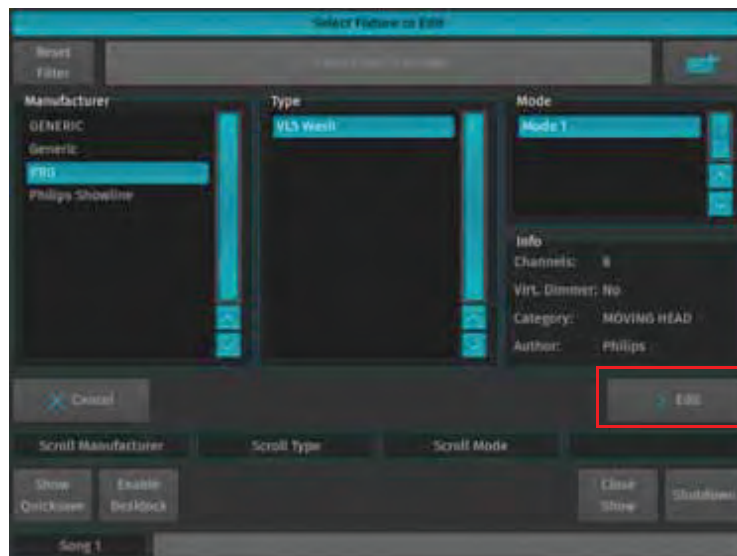 Select Fixture to Edit
Reset
Filter
Manufacturer
Type
Mode
GENERIC
Generic
PRG
Philips Showline
VL5 Wash
Mode 1
Info
Channels: 8
Virt. Dimmer: No
Category: MOVING HEAD
Author: Philips
Cancel
Edit
Scroll Manufacturer
Scroll Type
Scroll Mode
Show
Quicksave
Enable
Desklock
Close
Show
Shutdown
Song 1